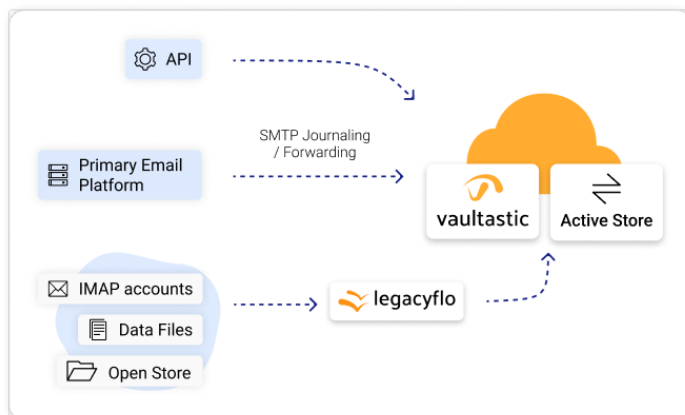 API
SMTP Journaling
/ Forwarding
Primary Email
Platform
vaultastic
Active Store
IMAP accounts
legacyflo
Data Files
Open Store